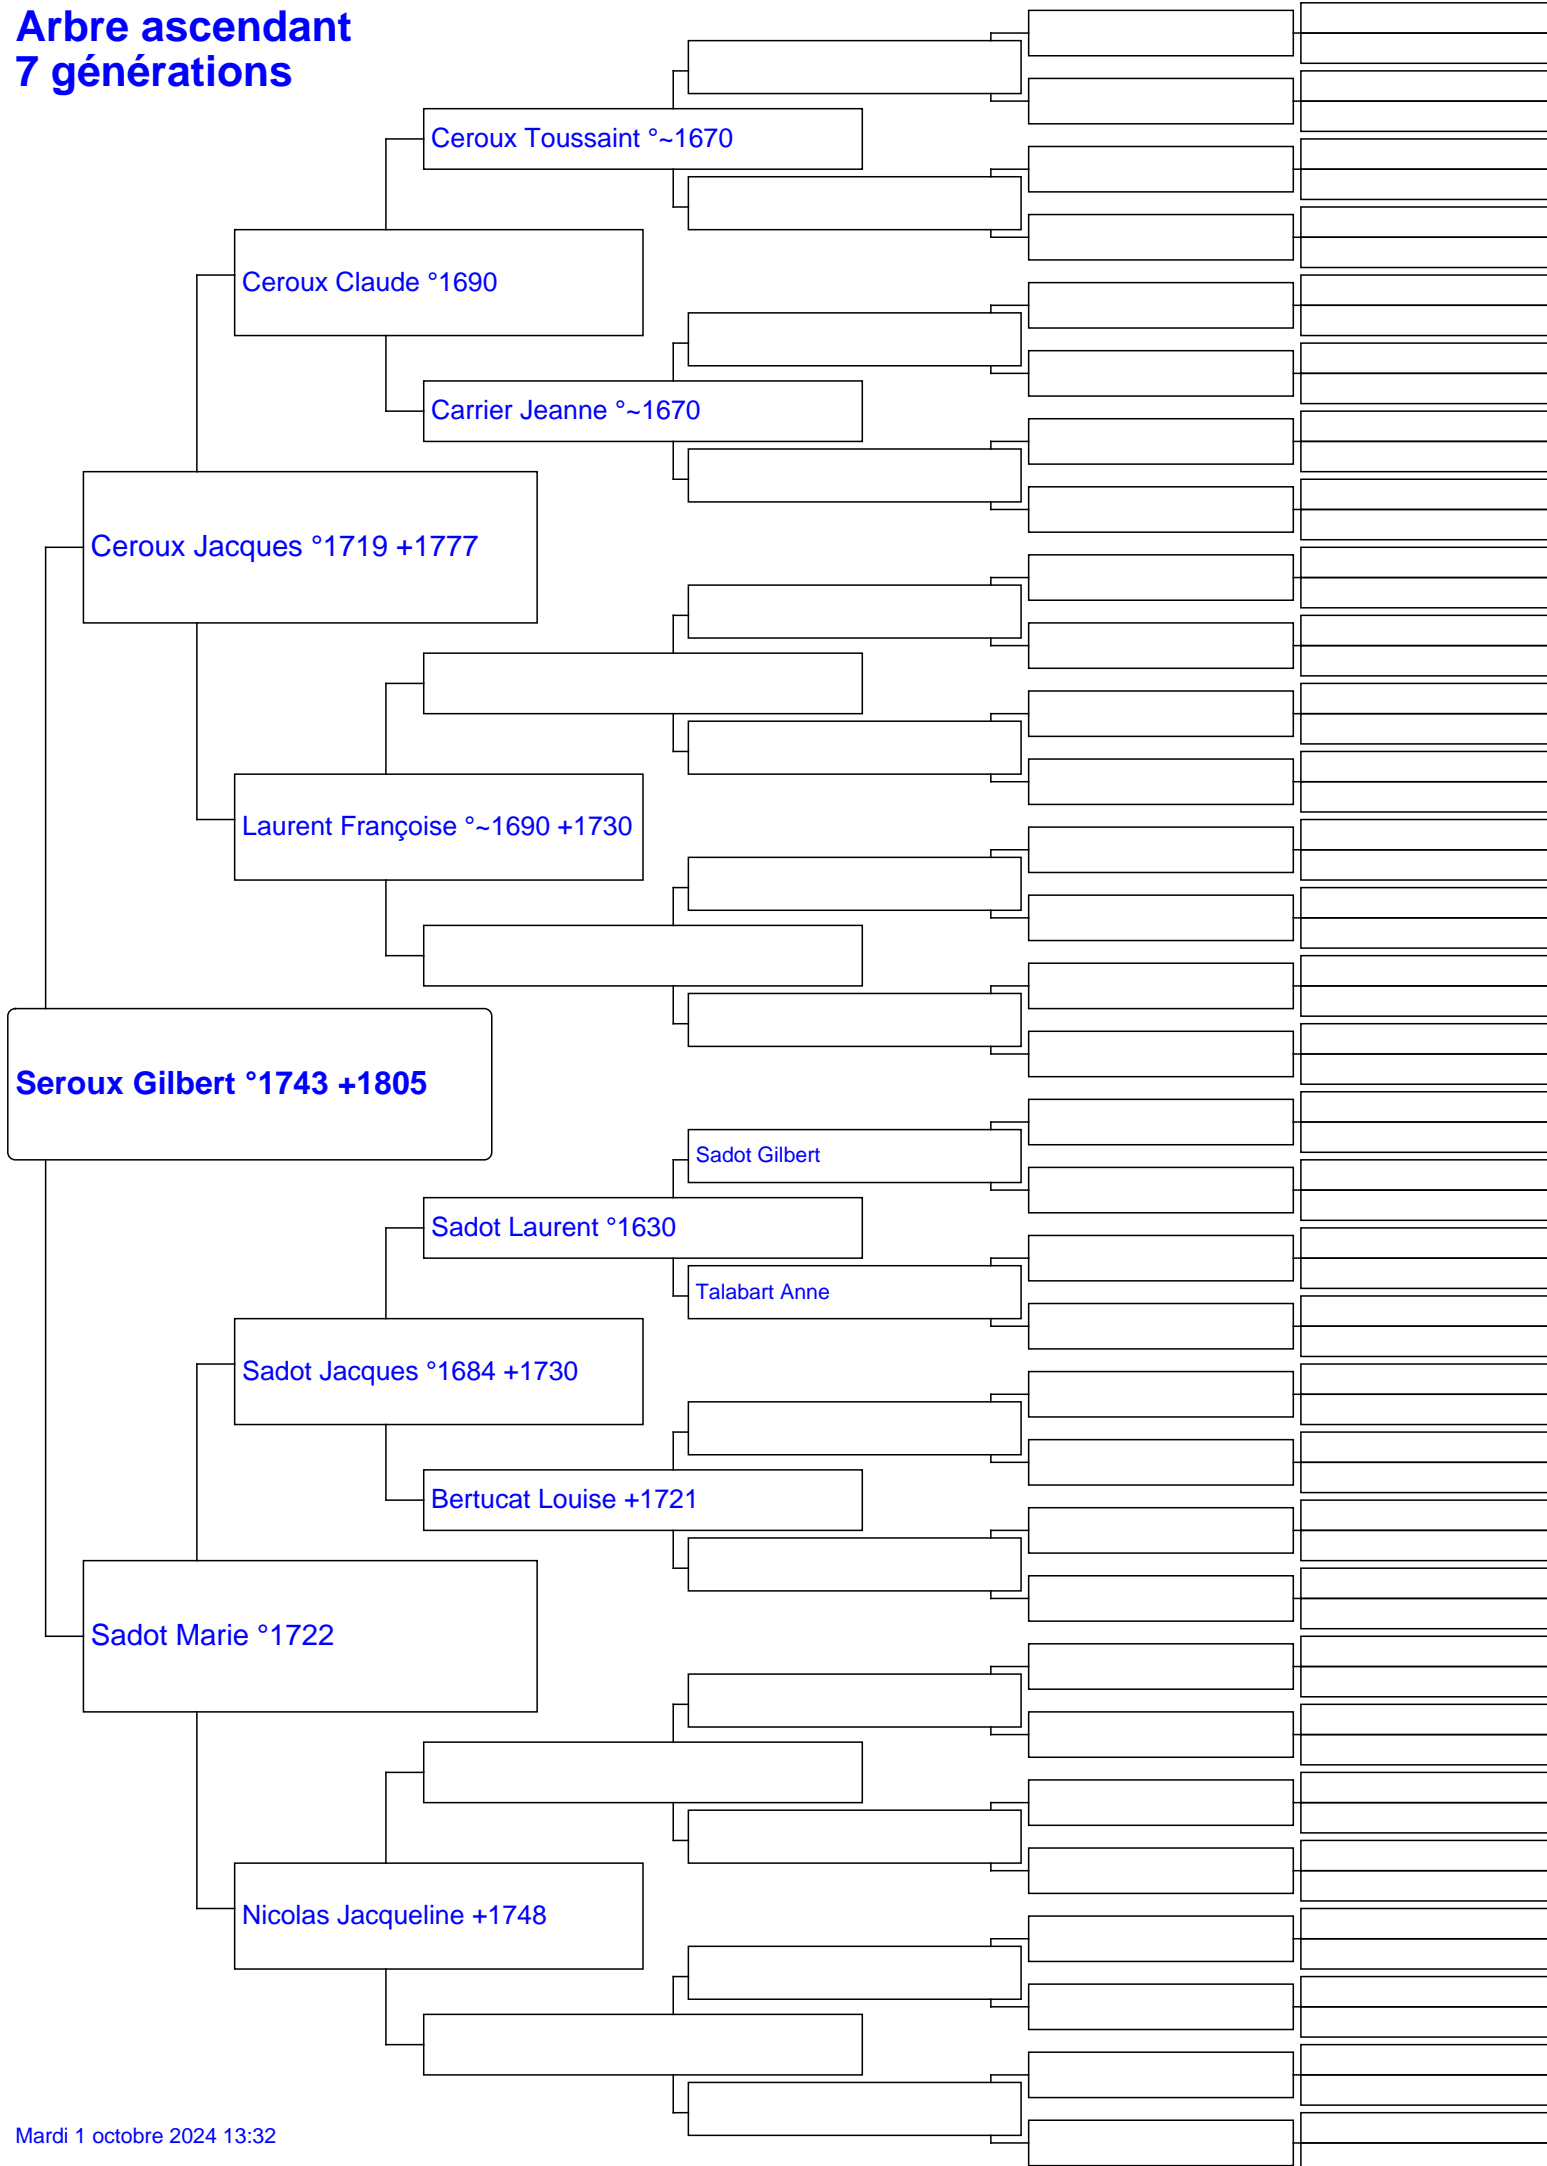 Arbre ascendant
7 générations
Ceroux Toussaint °~1670
Ceroux Claude °1690
Carrier Jeanne °~1670
Ceroux Jacques °1719 +1777
Laurent Françoise °~1690 +1730
Seroux Gilbert °1743 +1805
Sadot Gilbert
Sadot Laurent °1630
Talabart Anne
Sadot Jacques °1684 +1730
Bertucat Louise +1721
Sadot Marie °1722
Nicolas Jacqueline +1748
Mardi 1 octobre 2024 13:32